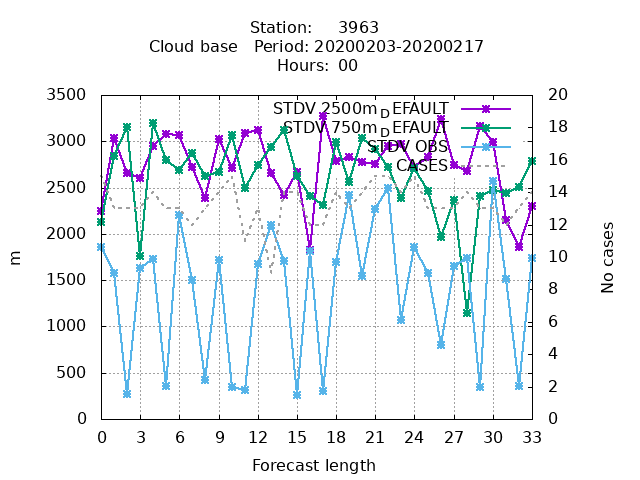 Station: 3963
Cloud base Period: 20200203-20200217
Hours: 00
3500 20
STDV 2500m_DEFAULT
3000 18
STDV 750m_DEFAULT
STDV OBS
2500 16
CASES
2000 14
1500 12
1000 10
500 8
0 6
4
2
0
m
No cases
0 3 6 9 12 15 18 21 24 27 30 33
Forecast length